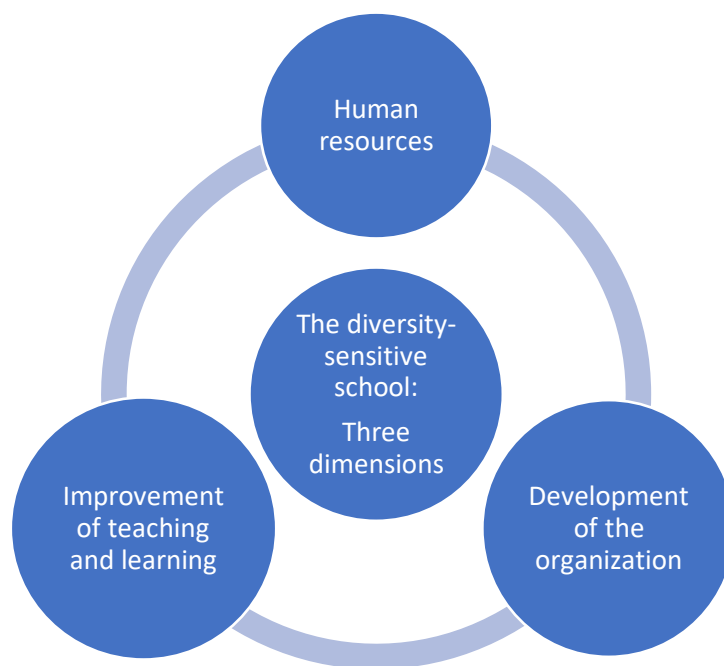 Human
resources
The diversity-
sensitive
school:
Three
dimensions
Improvement
of teaching
and learning
Development
of the
organization